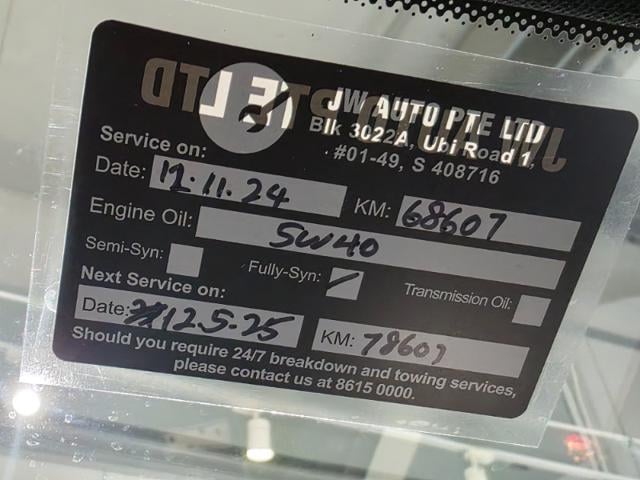 JW AUTO PTE LTD
Blk 3022A, Ubi Road 1,
#01-49, S 408716
Service on:
Date: 12.11.24 KM: 68607
Engine Oil: 5W40
Semi-Syn: Fully-Syn: Transmission Oil:
Next Service on:
Date: 12.5.25 KM: 78607
Should you require 24/7 breakdown and towing services,
please contact us at 8615 0000.